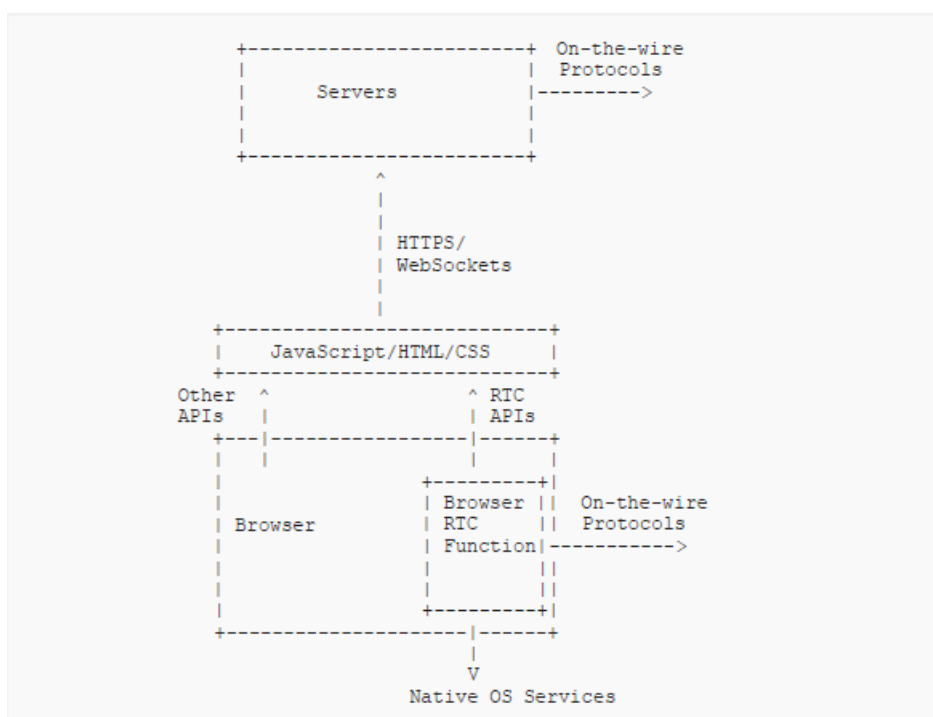 On-the-wire
Protocols
Servers
HTTPS/
WebSockets
JavaScript/HTML/CSS
Other
APIs
RTC
APIs
Browser
Browser
RTC
Function
On-the-wire
Protocols
Native OS Services